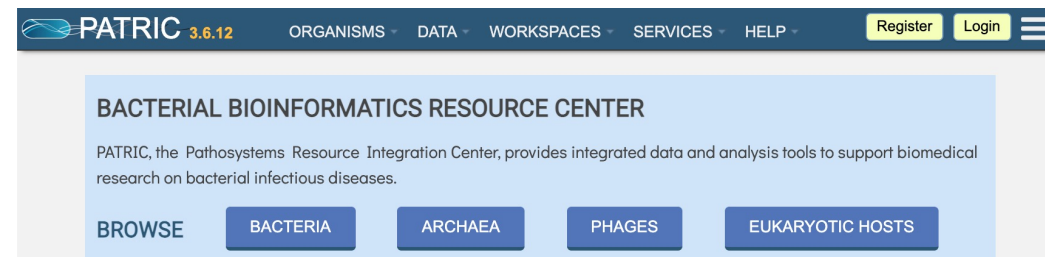 PATRIC 3.6.12 ORGANISMS DATA WORKSPACES SERVICES HELP Register Login
BACTERIAL BIOINFORMATICS RESOURCE CENTER
PATRIC, the Pathosystems Resource Integration Center, provides integrated data and analysis tools to support biomedical
research on bacterial infectious diseases.
BROWSE BACTERIA ARCHAEA PHAGES EUKARYOTIC HOSTS